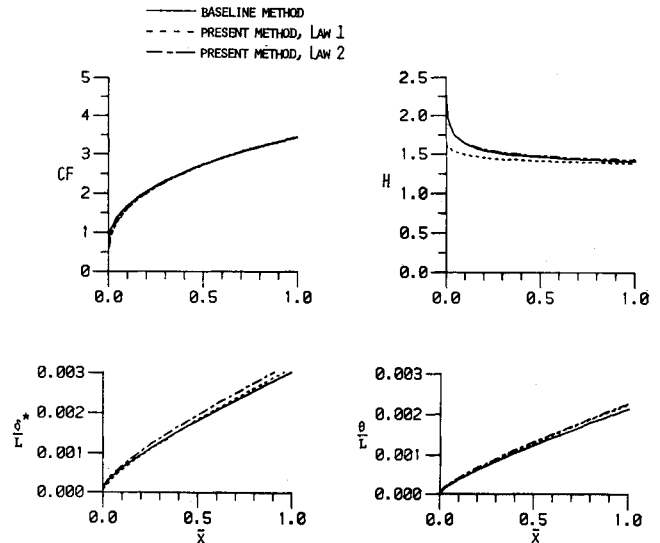 BASELINE METHOD
PRESENT METHOD, LAW 1
PRESENT METHOD, LAW 2
5
4
3
2
1
0
CF
0.0
0.5
1.0
X̄
2.5
2.0
1.5
1.0
0.5
0.0
H
0.0
0.5
1.0
X̄
0.003
0.002
0.001
0.000
δ*
L
0.0
0.5
1.0
X̄
0.003
0.002
0.001
0.000
θ
L
0.0
0.5
1.0
X̄